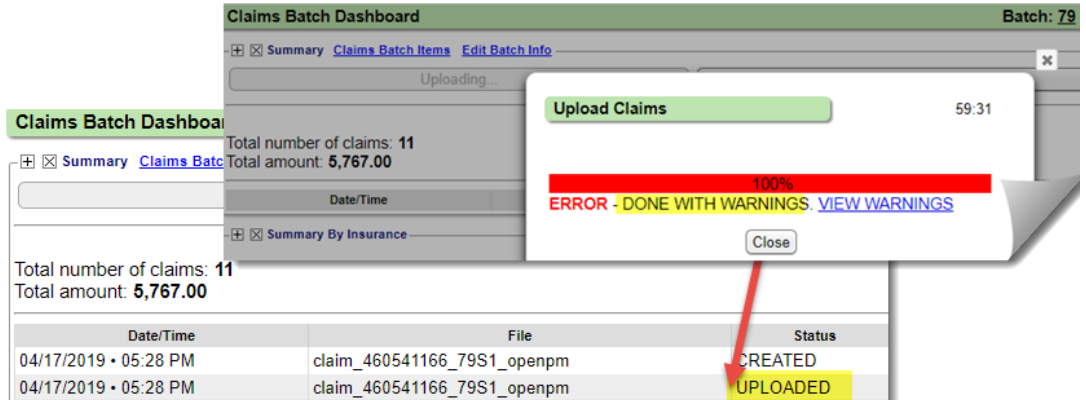 Claims Batch Dashboard Batch: 79
Summary Claims Batch Items Edit Batch Info
Uploading...
Upload Claims 59:31
Total number of claims: 11
Total amount: 5,767.00
100%
ERROR - DONE WITH WARNINGS. VIEW WARNINGS
Date/Time
Summary By Insurance
Close
Claims Batch Dashboar
Summary Claims Batc
Total number of claims: 11
Total amount: 5,767.00
Date/Time File Status
04/17/2019 • 05:28 PM claim_460541166_79S1_openpm CREATED
04/17/2019 • 05:28 PM claim_460541166_79S1_openpm UPLOADED